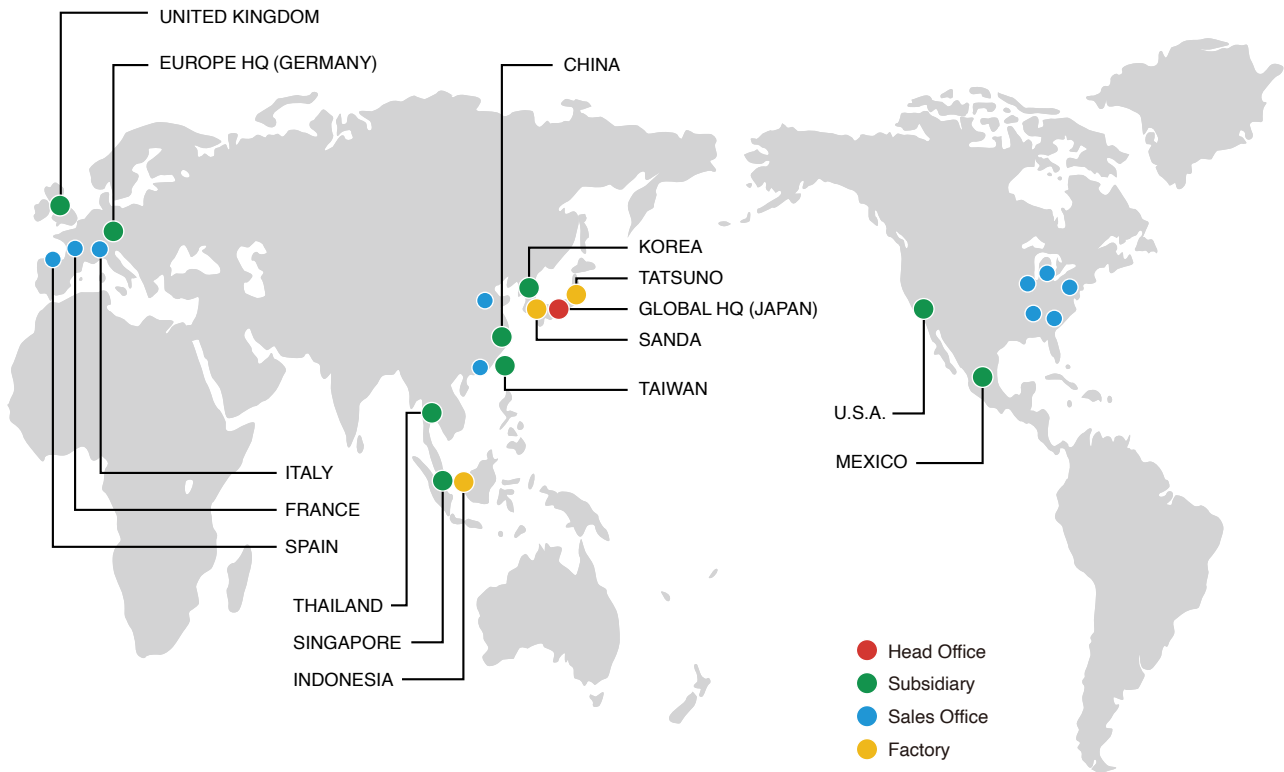 UNITED KINGDOM
EUROPE HQ (GERMANY)
CHINA
KOREA
TATSUNO
GLOBAL HQ (JAPAN)
SANDA
TAIWAN
U.S.A.
MEXICO
ITALY
FRANCE
SPAIN
THAILAND
SINGAPORE
INDONESIA
Head Office
Subsidiary
Sales Office
Factory